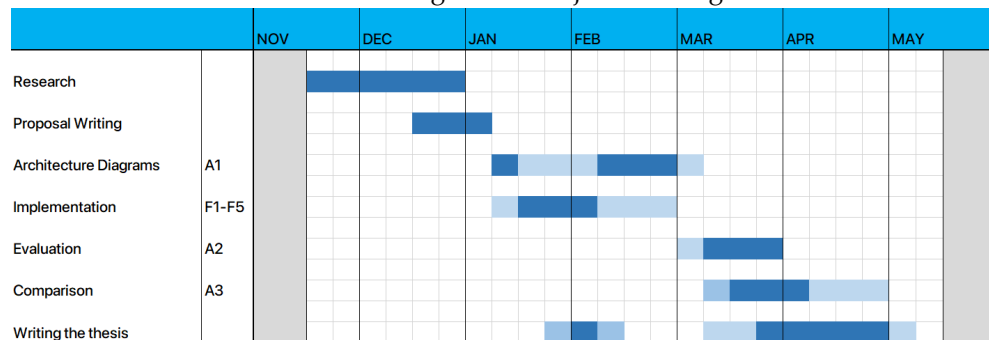 NOV DEC JAN FEB MAR APR MAY
Research
Proposal Writing
Architecture Diagrams A1
Implementation F1-F5
Evaluation A2
Comparison A3
Writing the thesis